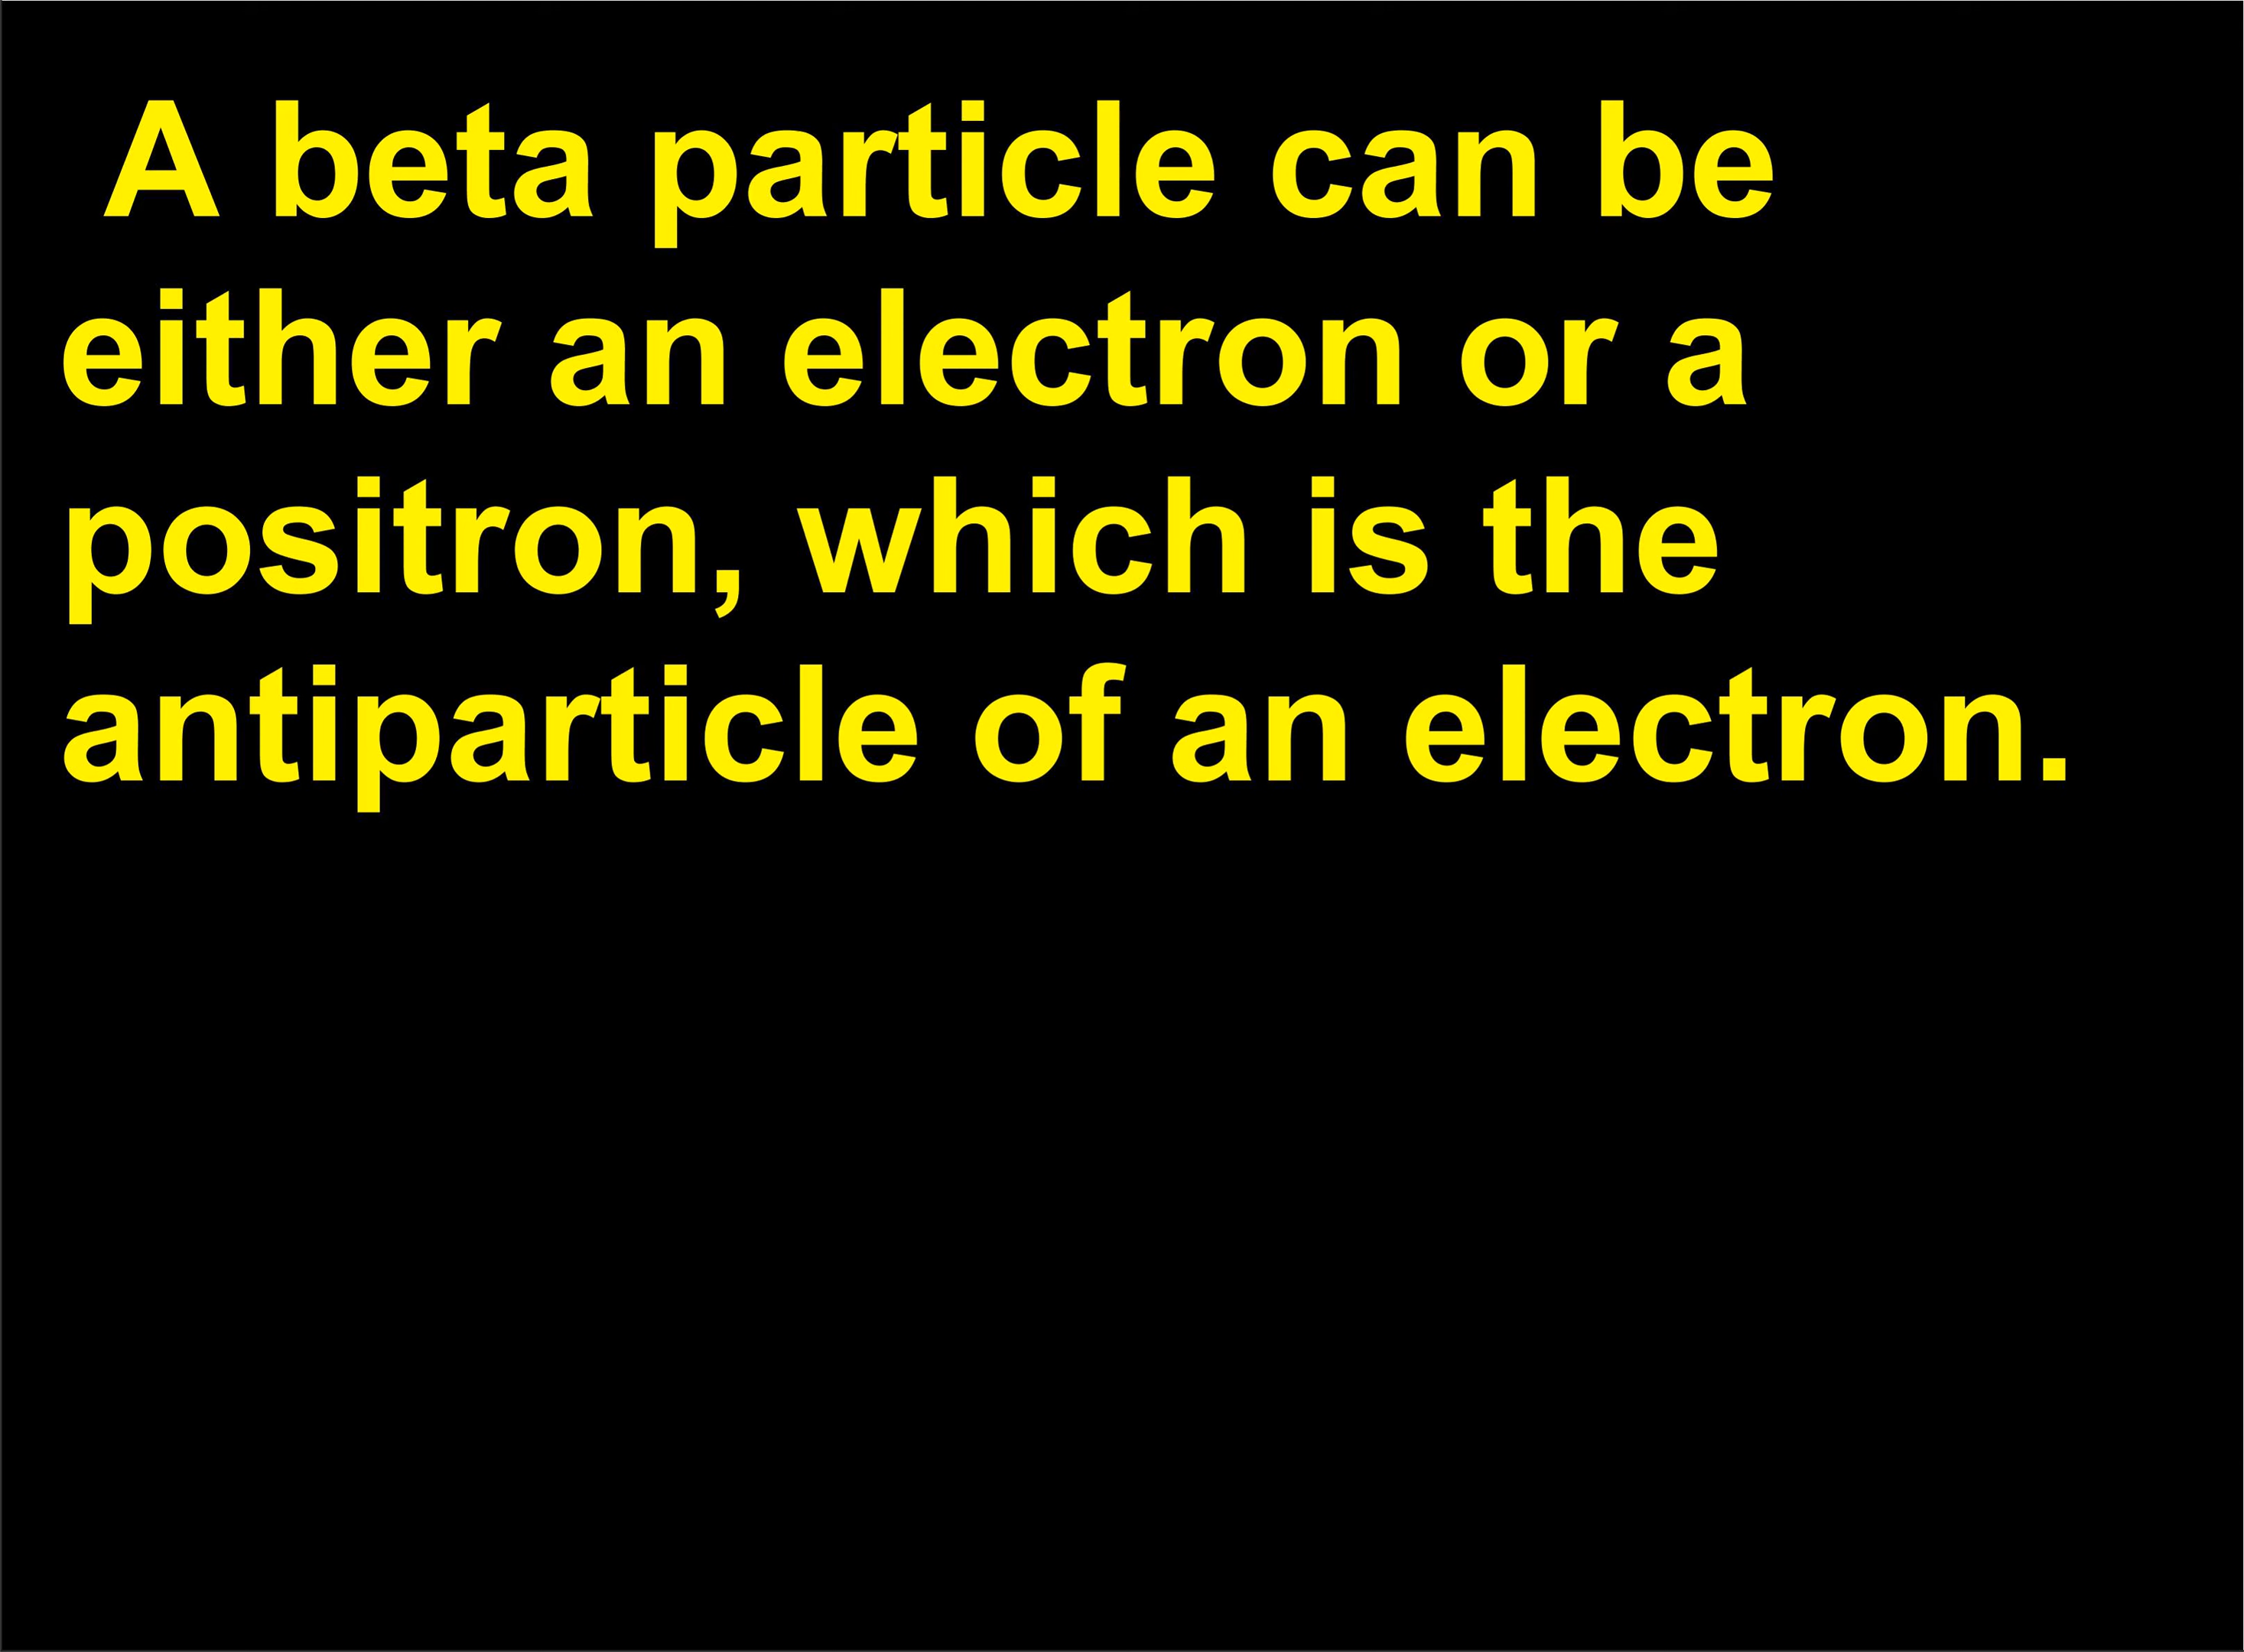 A beta particle can be
either an electron or a
positron, which is the
antiparticle of an electron.